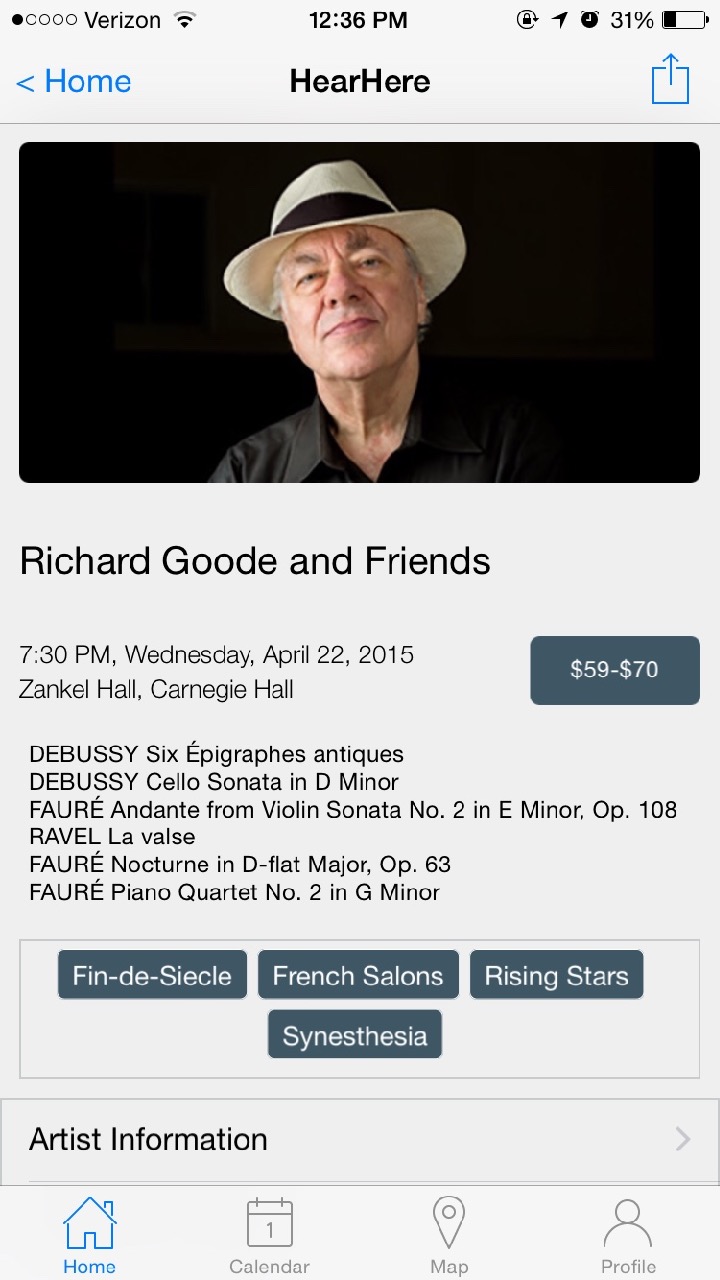 Verizon 12:36 PM 31%
< Home HearHere
Richard Goode and Friends
7:30 PM, Wednesday, April 22, 2015
$59-$70
Zankel Hall, Carnegie Hall
DEBUSSY Six Épigraphes antiques
DEBUSSY Cello Sonata in D Minor
FAURÉ Andante from Violin Sonata No. 2 in E Minor, Op. 108
RAVEL La valse
FAURÉ Nocturne in D-flat Major, Op. 63
FAURÉ Piano Quartet No. 2 in G Minor
Fin-de-Siecle French Salons Rising Stars
Synesthesia
Artist Information
1
Home Calendar Map Profile